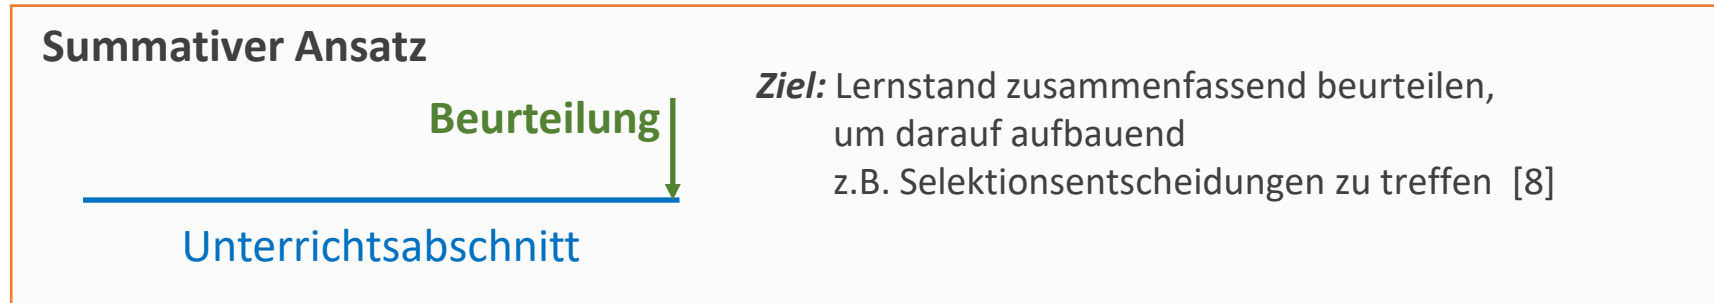 Summativer Ansatz
Beurteilung
Unterrichtsabschnitt
Ziel: Lernstand zusammenfassend beurteilen,
um darauf aufbauend
z.B. Selektionsentscheidungen zu treffen [8]